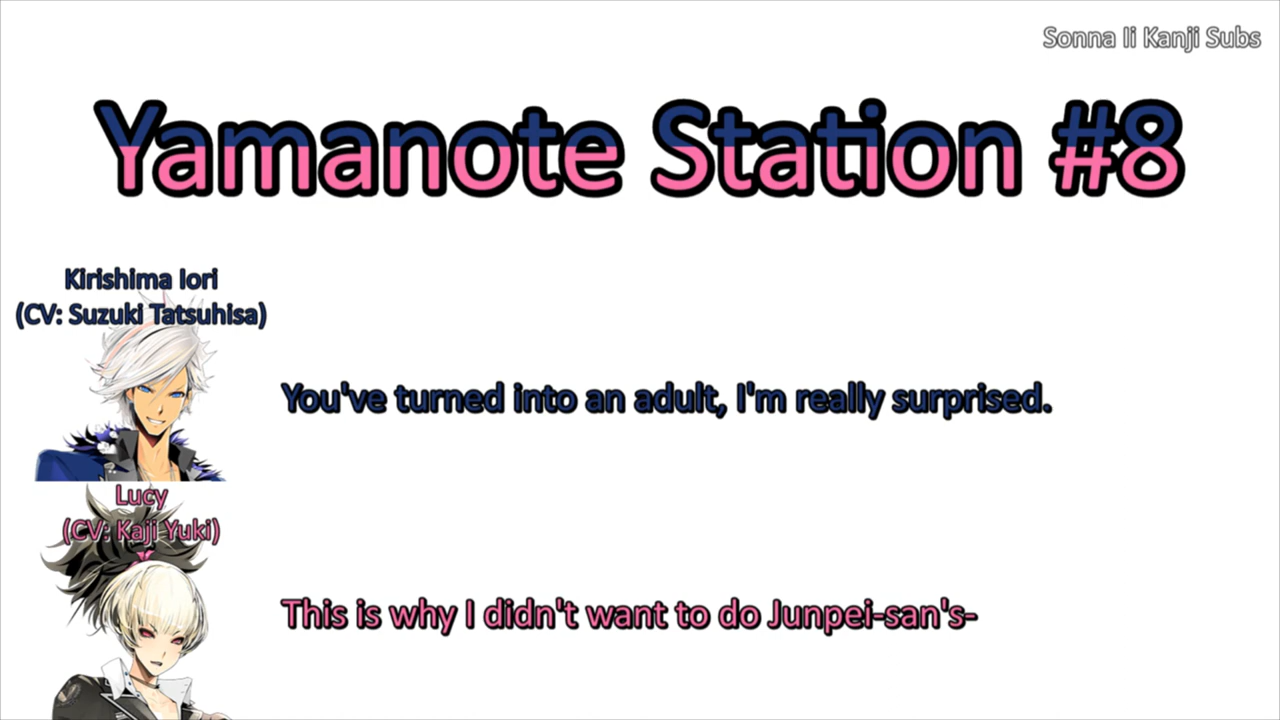 Sonna Ii Kanji Subs
Yamanote Station #8
Kirishima Iori
(CV: Suzuki Tatsuhisa)
You've turned into an adult, I'm really surprised.
Lucy
(CV: Kaji Yuki)
This is why I didn't want to do Junpei-san's-